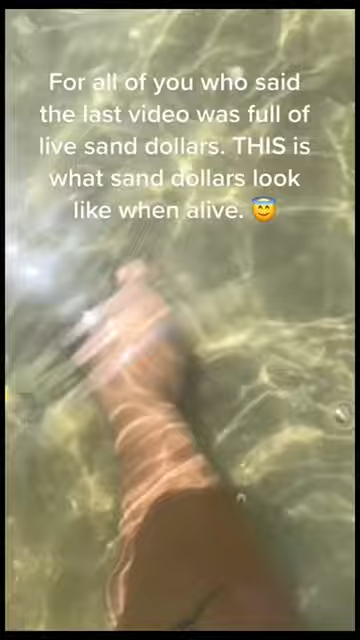 For all of you who said
the last video was full of
live sand dollars. THIS is
what sand dollars look
like when alive. 😇